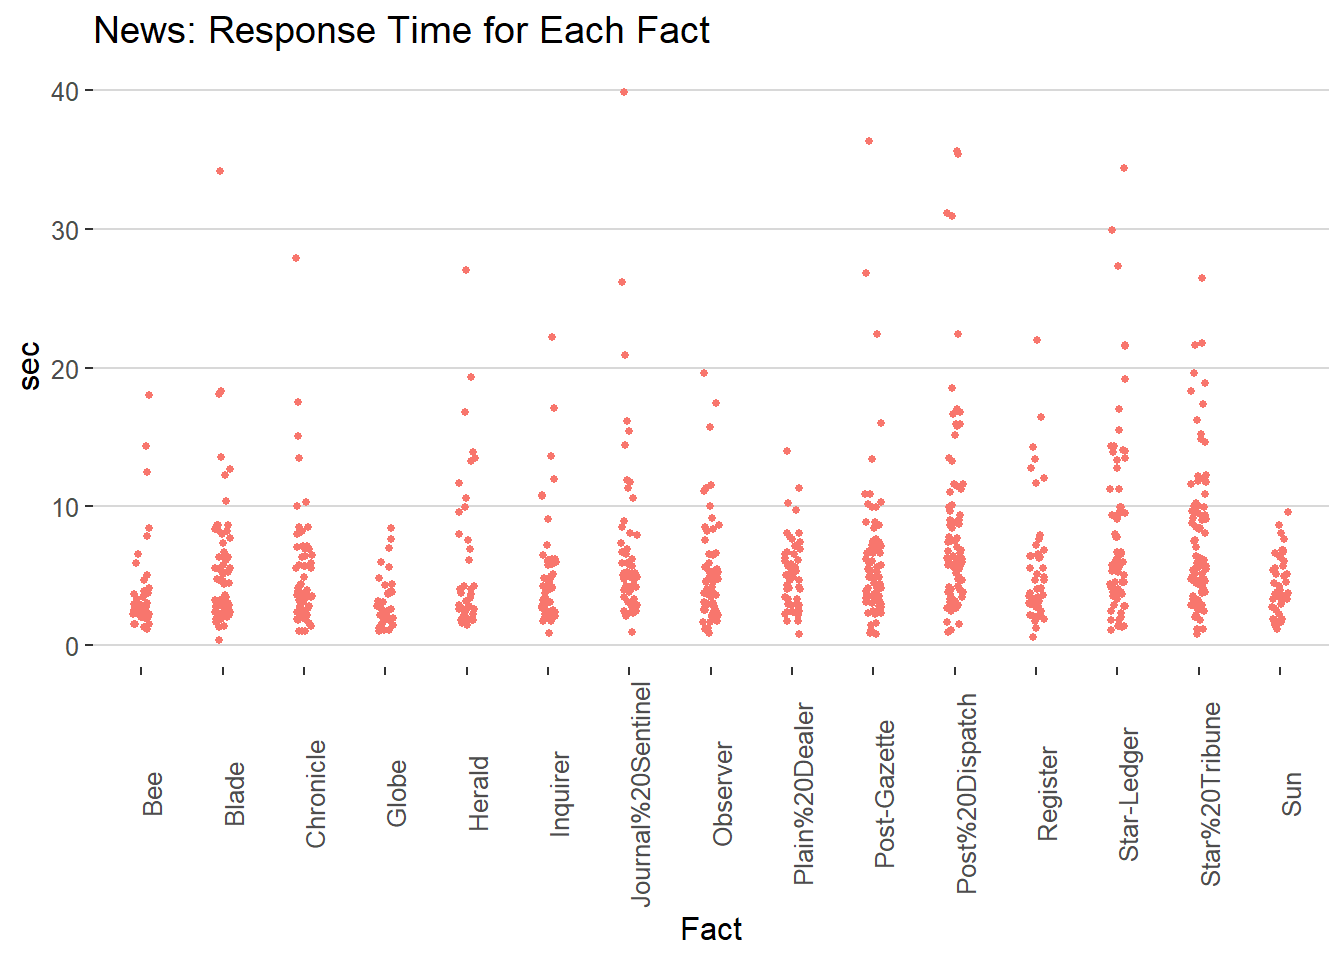 News: Response Time for Each Fact
sec
40
30
20
10
0
Bee
Blade
Chronicle
Globe
Herald
Inquirer
Journal%20Sentinel
Observer
Plain%20Dealer
Post-Gazette
Post%20Dispatch
Register
Star-Ledger
Star%20Tribune
Sun
Fact